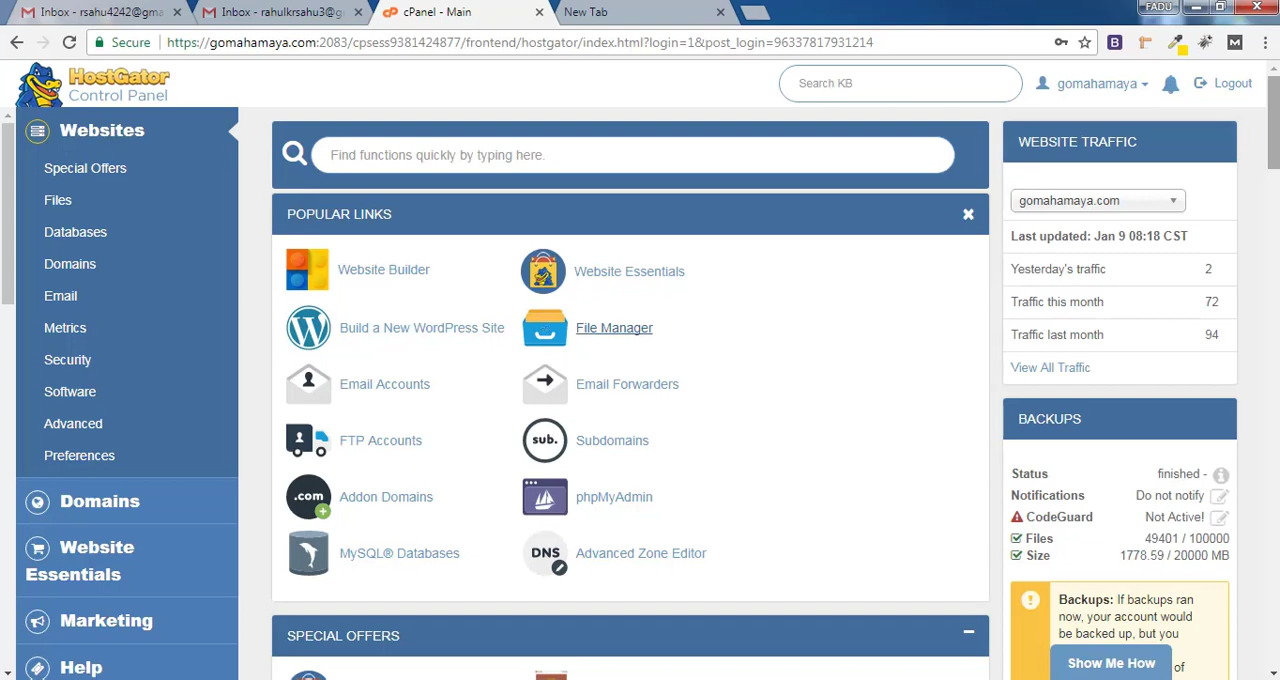 Inbox - rsahu4242@gma
Inbox - rahulkrsahu3@g
cPanel - Main
New Tab
FADU
Secure
https://gomahamaya.com:2083/cpsess9381424877/frontend/hostgator/index.html?login=1&post_login=96337817931214
HostGator
Control Panel
Search KB
gomahamaya
Logout
Websites
Special Offers
Files
Databases
Domains
Email
Metrics
Security
Software
Advanced
Preferences
Domains
Website
Essentials
Marketing
Help
Find functions quickly by typing here.
POPULAR LINKS
Website Builder
Website Essentials
Build a New WordPress Site
File Manager
Email Accounts
Email Forwarders
FTP Accounts
sub.
Subdomains
.com
Addon Domains
phpMyAdmin
MySQL® Databases
DNS
Advanced Zone Editor
SPECIAL OFFERS
WEBSITE TRAFFIC
gomahamaya.com
Last updated: Jan 9 08:18 CST
Yesterday's traffic 2
Traffic this month 72
Traffic last month 94
View All Traffic
BACKUPS
Status finished -
Notifications Do not notify
CodeGuard Not Active!
Files 49401 / 100000
Size 1778.59 / 20000 MB
Backups: If backups ran
now, your account would
be backed up, but you
of
Show Me How